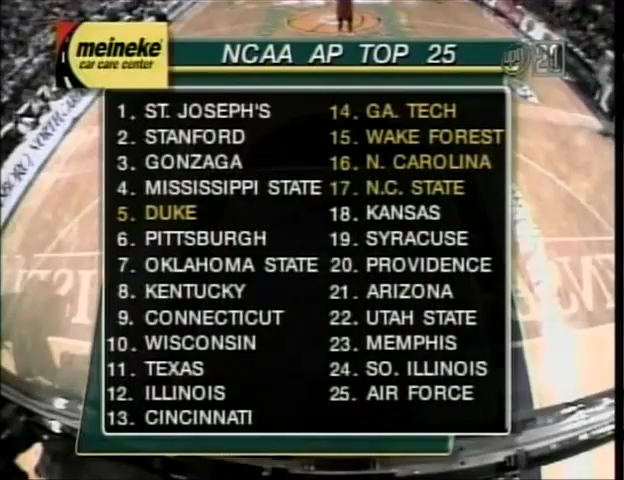 meineke
car care center
NCAA AP TOP 25
20
1. ST. JOSEPH'S
2. STANFORD
3. GONZAGA
4. MISSISSIPPI STATE
5. DUKE
6. PITTSBURGH
7. OKLAHOMA STATE
8. KENTUCKY
9. CONNECTICUT
10. WISCONSIN
11. TEXAS
12. ILLINOIS
13. CINCINNATI
14. GA. TECH
15. WAKE FOREST
16. N. CAROLINA
17. N.C. STATE
18. KANSAS
19. SYRACUSE
20. PROVIDENCE
21. ARIZONA
22. UTAH STATE
23. MEMPHIS
24. SO. ILLINOIS
25. AIR FORCE